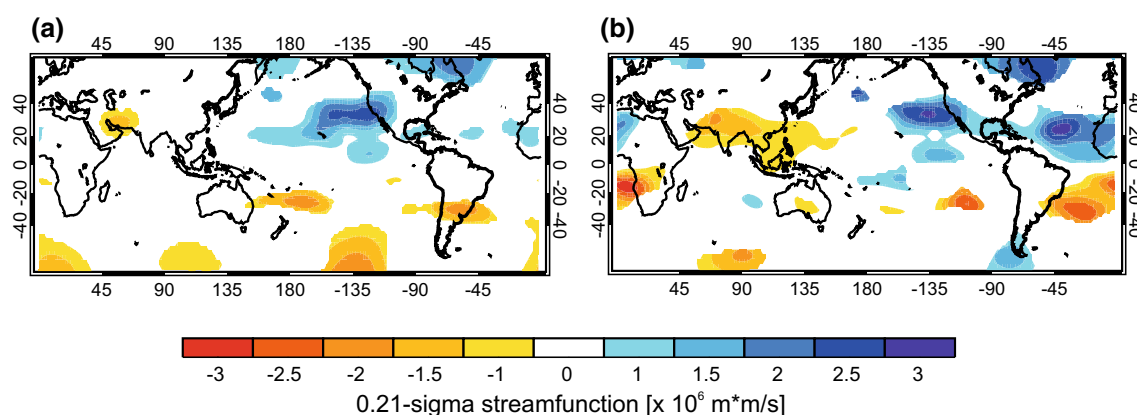 (a) (b)
45 90 135 180 -135 -90 -45 45 90 135 180 -135 -90 -45
40 40 40 40
20 20 20 20
0 0 0 0
-20 -20 -20 -20
-40 -40 -40 -40
45 90 135 180 -135 -90 -45 45 90 135 180 -135 -90 -45
-3 -2.5 -2 -1.5 -1 0 1 1.5 2 2.5 3
0.21-sigma streamfunction [x 10⁶ m*m/s]